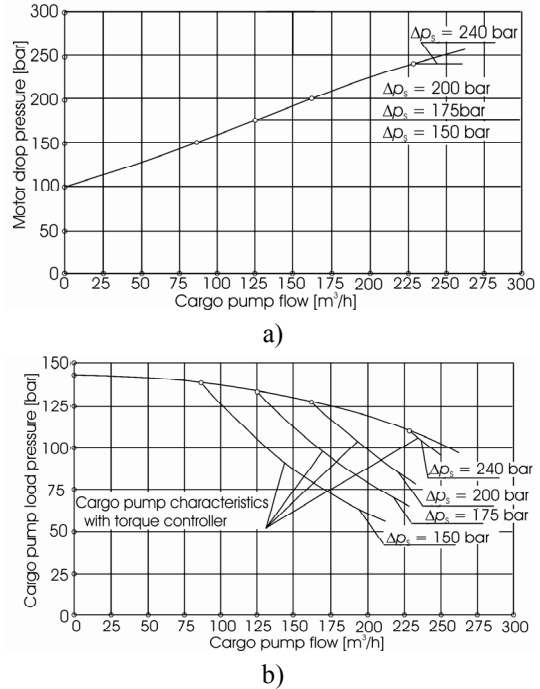 300
250
200
150
100
50
0
Motor drop pressure [bar]
Δpₛ = 240 bar
Δpₛ = 200 bar
Δpₛ = 175bar
Δpₛ = 150 bar
0 25 50 75 100 125 150 175 200 225 250 275 300
Cargo pump flow [m³/h]
a)
150
125
100
75
50
25
0
Cargo pump load pressure [bar]
Δpₛ = 240 bar
Δpₛ = 200 bar
Δpₛ = 175 bar
Δpₛ = 150 bar
Cargo pump characteristics
with torque controller
0 25 50 75 100 125 150 175 200 225 250 275 300
Cargo pump flow [m³/h]
b)